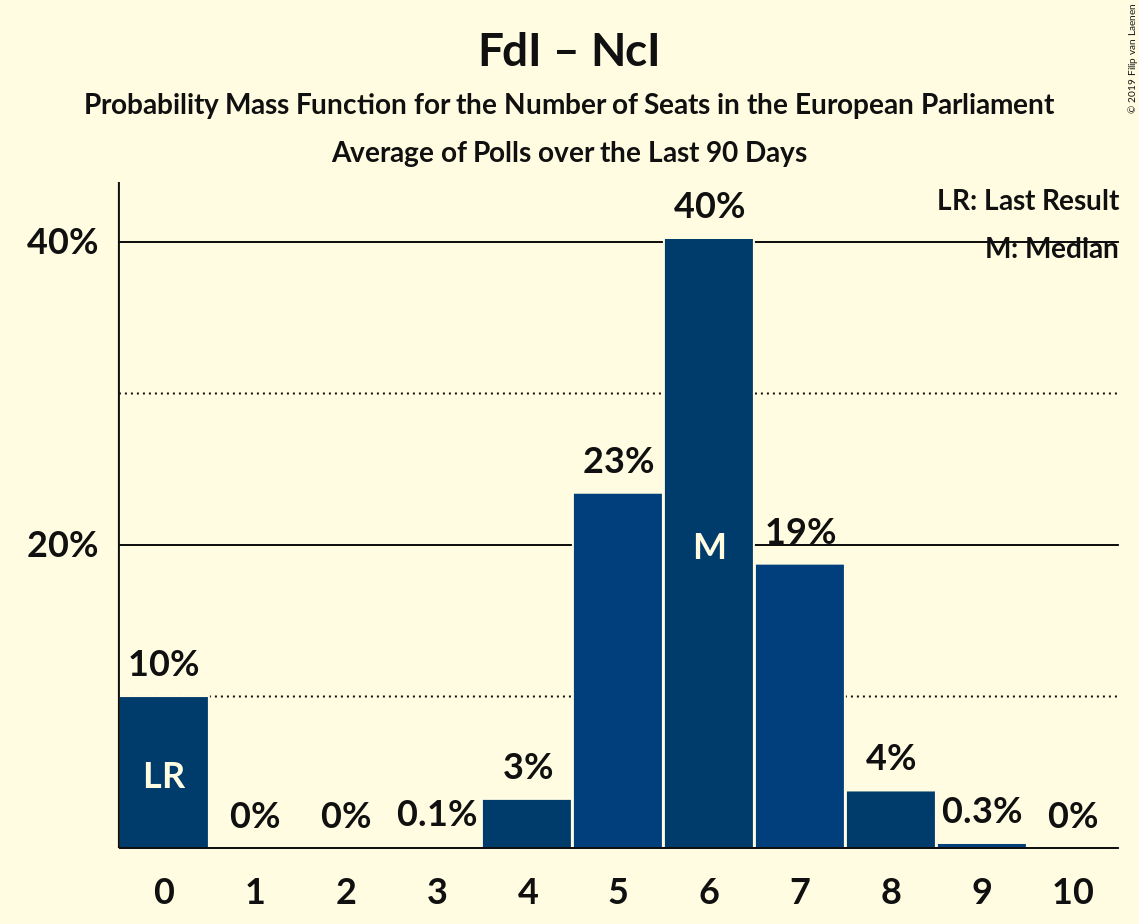 FdI – NcI
Probability Mass Function for the Number of Seats in the European Parliament
Average of Polls over the Last 90 Days
© 2019 Filip van Laenen
LR: Last Result
M: Median
40%
20%
10%
0%
0%
0.1%
3%
23%
40%
19%
4%
0.3%
0%
LR
M
0 1 2 3 4 5 6 7 8 9 10